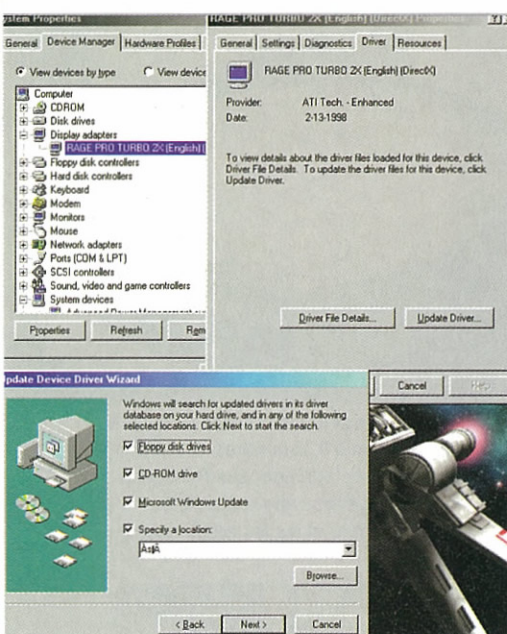 System Properties
General Device Manager Hardware Profiles
View devices by type View device
Computer
CDROM
Disk drives
Display adapters
RAGE PRO TURBO 2X (English) (
Floppy disk controllers
Hard disk controllers
Keyboard
Modem
Monitors
Mouse
Network adapters
Ports (COM & LPT)
SCSI controllers
Sound, video and game controllers
System devices
Properties Refresh Rem
RAGE PRO TURBO 2X (English) (DirectX) Properties
General Settings Diagnostics Driver Resources
RAGE PRO TURBO 2X (English) (DirectX)
Provider: ATI Tech. - Enhanced
Date: 2-13-1998
To view details about the driver files loaded for this device, click
Driver File Details. To update the driver files for this device, click
Update Driver.
Driver File Details... Update Driver...
Cancel Help
Update Device Driver Wizard
Windows will search for updated drivers in its driver
database on your hard drive, and in any of the following
selected locations. Click Next to start the search.
Floppy disk drives
CD-ROM drive
Microsoft Windows Update
Specify a location:
Browse...
< Back Next > Cancel